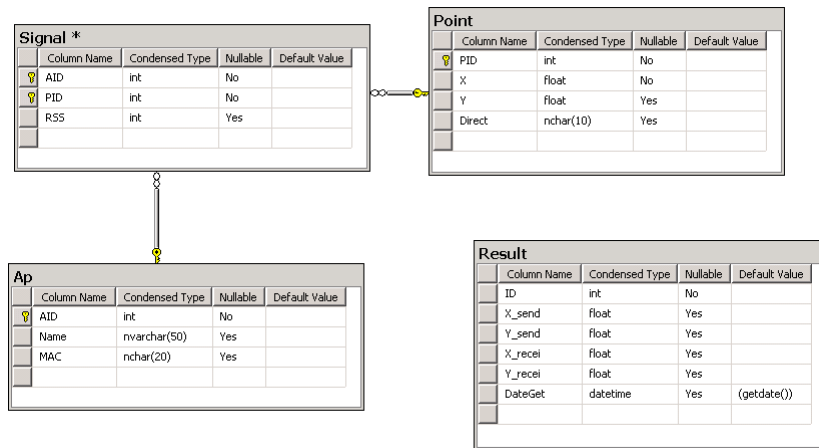 Signal *
Column Name Condensed Type Nullable Default Value
AID int No
PID int No
RSS int Yes
Point
Column Name Condensed Type Nullable Default Value
PID int No
X float No
Y float Yes
Direct nchar(10) Yes
Ap
Column Name Condensed Type Nullable Default Value
AID int No
Name nvarchar(50) Yes
MAC nchar(20) Yes
Result
Column Name Condensed Type Nullable Default Value
ID int No
X_send float Yes
Y_send float Yes
X_recei float Yes
Y_recei float Yes
DateGet datetime Yes (getdate())